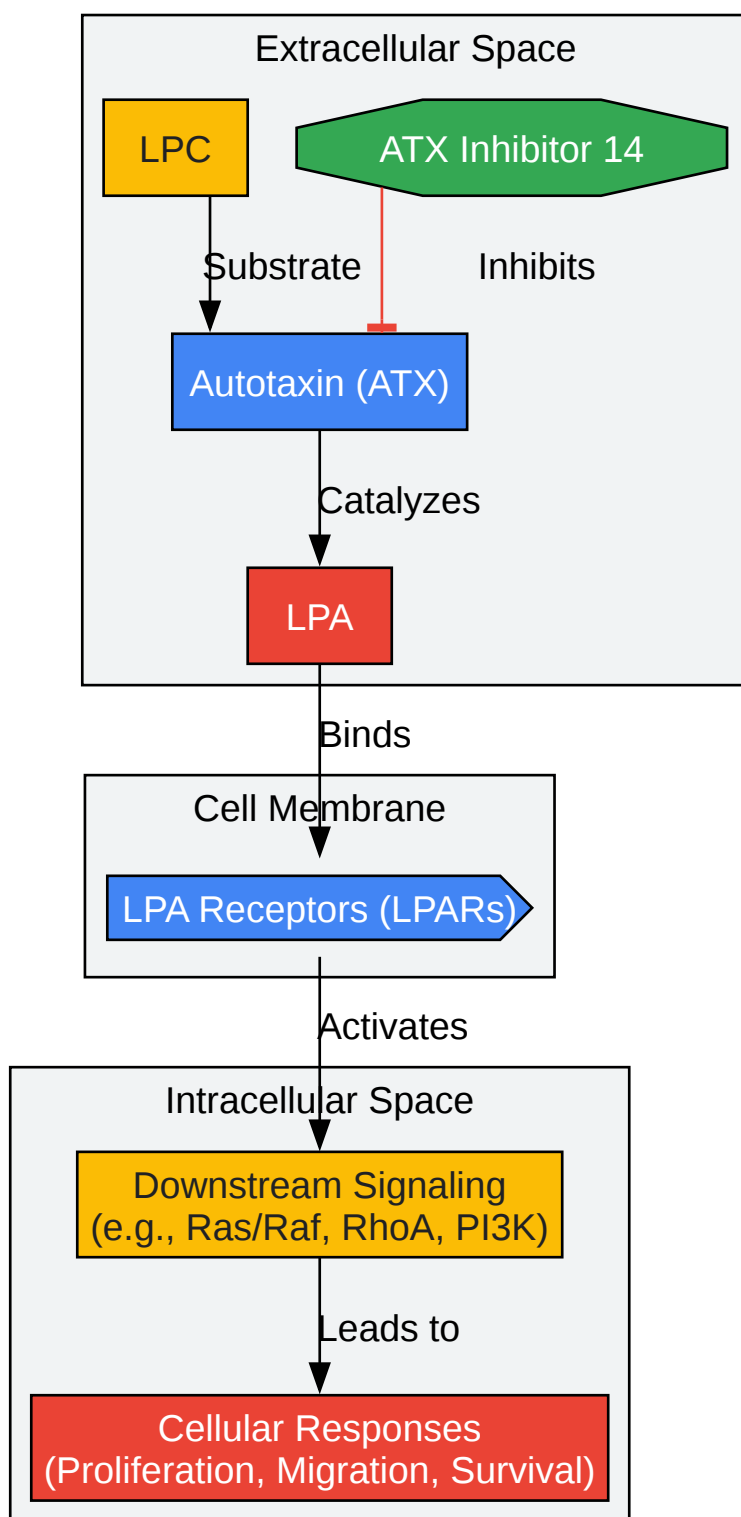 Extracellular Space
LPC
ATX Inhibitor 14
Substrate
Inhibits
Autotaxin (ATX)
Catalyzes
LPA
Binds
Cell Membrane
LPA Receptors (LPARs)
Activates
Intracellular Space
Downstream Signaling
(e.g., Ras/Raf, RhoA, PI3K)
Leads to
Cellular Responses
(Proliferation, Migration, Survival)